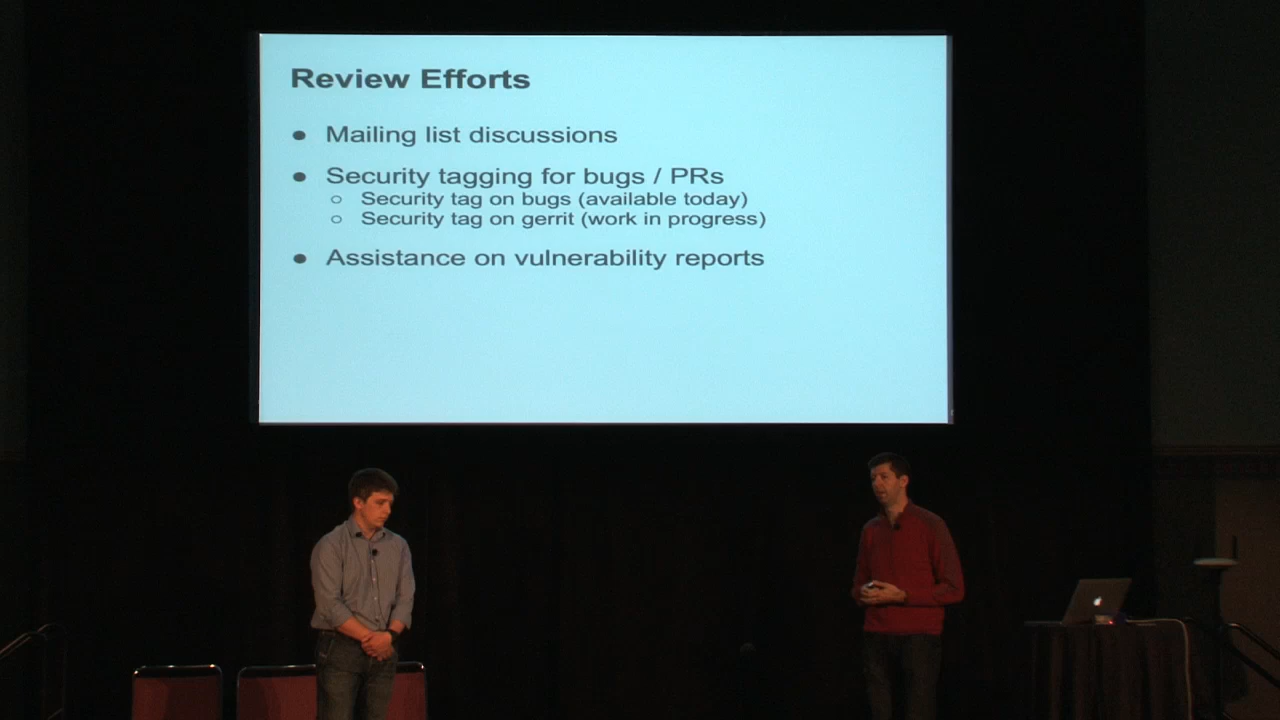 Review Efforts
● Mailing list discussions
● Security tagging for bugs / PRs
○ Security tag on bugs (available today)
○ Security tag on gerrit (work in progress)
● Assistance on vulnerability reports